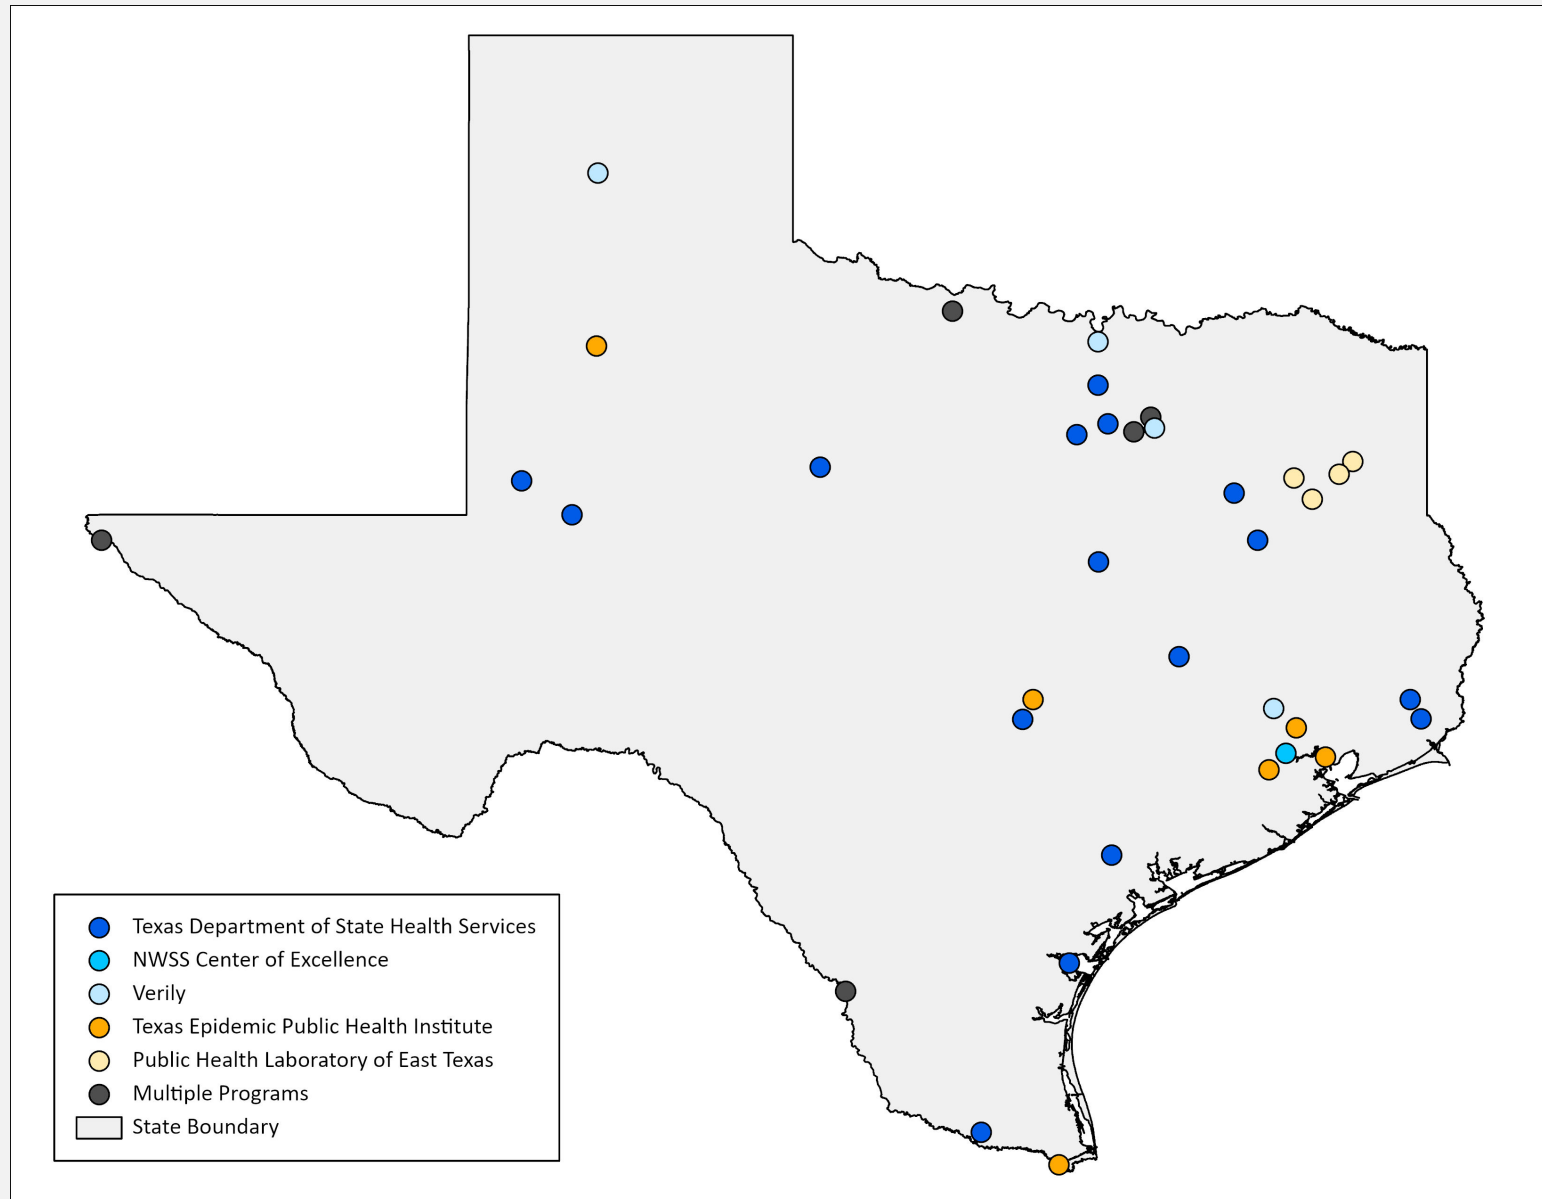 Texas Department of State Health Services
NWSS Center of Excellence
Verily
Texas Epidemic Public Health Institute
Public Health Laboratory of East Texas
Multiple Programs
State Boundary